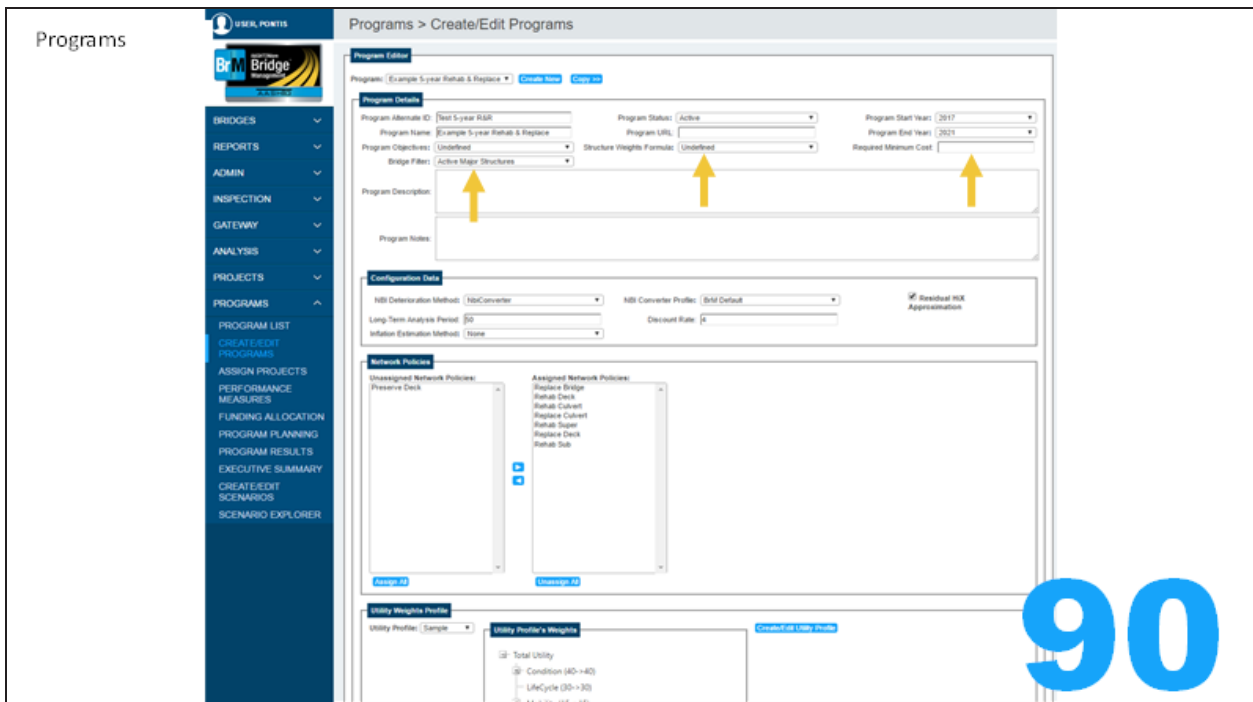 Programs
USER, PONTIS
Programs > Create/Edit Programs
BrM Bridge
Management
AASHTO
BRIDGES
REPORTS
ADMIN
INSPECTION
GATEWAY
ANALYSIS
PROJECTS
PROGRAMS
PROGRAM LIST
CREATE/EDIT
PROGRAMS
ASSIGN PROJECTS
PERFORMANCE
MEASURES
FUNDING ALLOCATION
PROGRAM PLANNING
PROGRAM RESULTS
EXECUTIVE SUMMARY
CREATE/EDIT
SCENARIOS
SCENARIO EXPLORER
Program Editor
Program: Example 5-year Rehab & Replace Create New Copy >>
Program Details
Program Alternate ID: Test 5-year R&R Program Status: Active Program Start Year: 2017
Program Name: Example 5-year Rehab & Replace Program URL: Program End Year: 2021
Program Objectives: Undefined Structure Weights Formula: Undefined Required Minimum Cost:
Bridge Filter: Active Major Structures
Program Description:
Program Notes:
Configuration Data
NBI Deterioration Method: NbiConverter NBI Converter Profile: BrM Default Residual HiX
Approximation
Long-Term Analysis Period: 50 Discount Rate: 4
Inflation Estimation Method: None
Network Policies
Unassigned Network Policies: Assigned Network Policies:
Preserve Deck Replace Bridge
Rehab Deck
Rehab Culvert
Replace Culvert
Rehab Super
Replace Deck
Rehab Sub
Assign All Unassign All
Utility Weights Profile
Utility Profile: Sample Utility Profile's Weights Create/Edit Utility Profile
Total Utility
Condition (40->40)
LifeCycle (30->30)
90